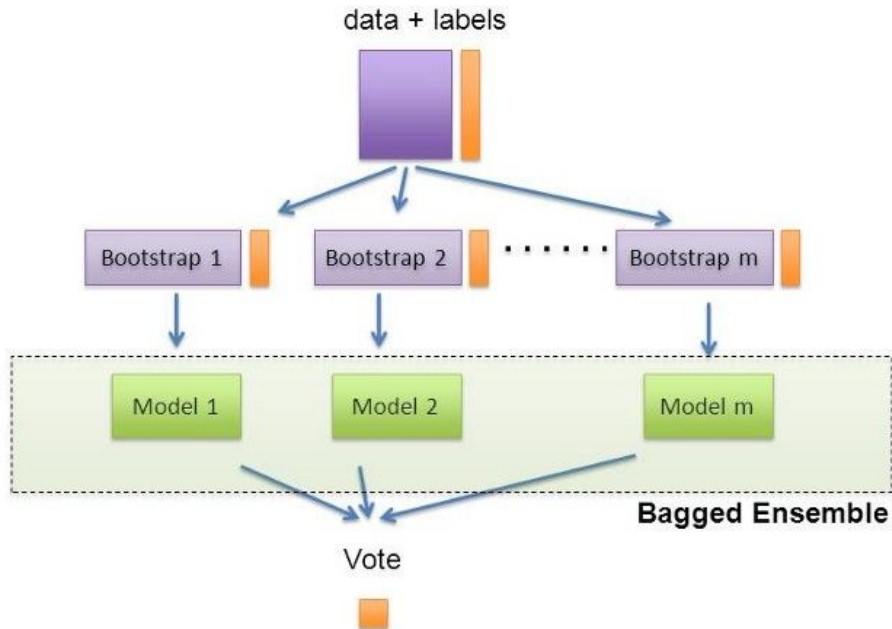 data + labels
Bootstrap 1
Bootstrap 2
......
Bootstrap m
Model 1
Model 2
Model m
Bagged Ensemble
Vote